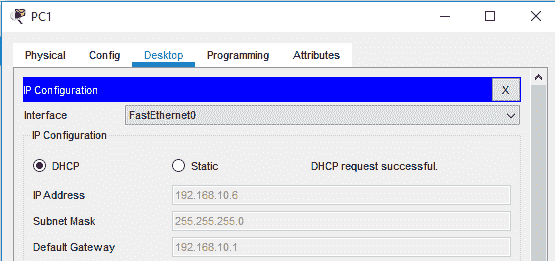 PC1
Physical Config Desktop Programming Attributes
IP Configuration X
Interface FastEthernet0
IP Configuration
DHCP Static DHCP request successful.
IP Address 192.168.10.6
Subnet Mask 255.255.255.0
Default Gateway 192.168.10.1